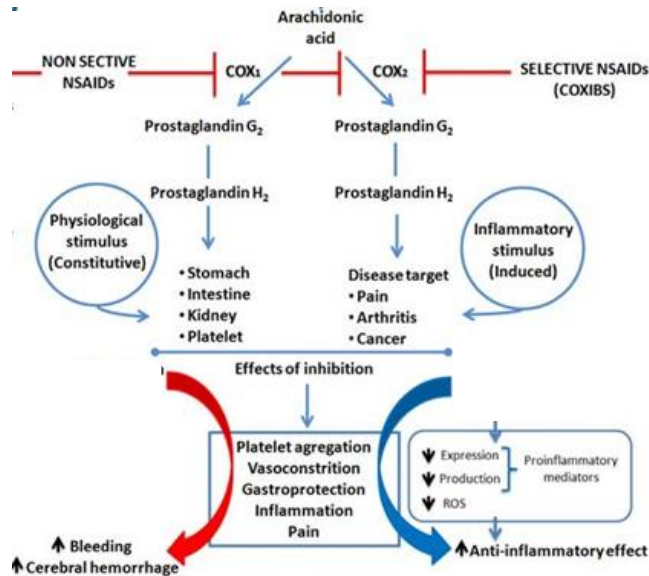 Arachidonic
acid
NON SECTIVE
NSAIDs
COX₁
COX₂
SELECTIVE NSAIDs
(COXIBS)
Prostaglandin G₂
Prostaglandin G₂
Prostaglandin H₂
Prostaglandin H₂
Physiological
stimulus
(Constitutive)
Inflammatory
stimulus
(Induced)
• Stomach
• Intestine
• Kidney
• Platelet
Disease target
• Pain
• Arthritis
• Cancer
Effects of inhibition
Platelet agregation
Vasoconstrition
Gastroprotection
Inflammation
Pain
Expression
Production
ROS
Proinflammatory
mediators
Bleeding
Cerebral hemorrhage
Anti-inflammatory effect